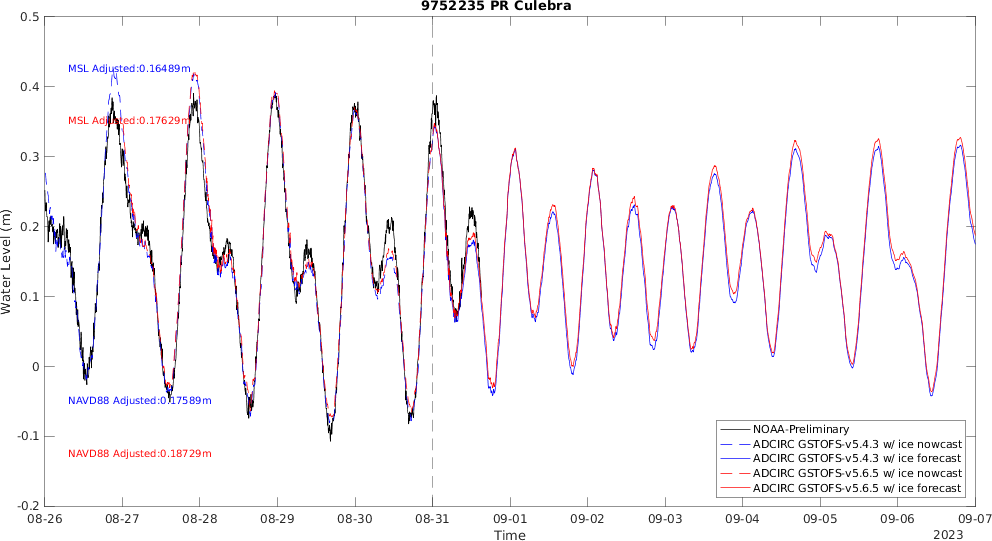 9752235 PR Culebra
0.5
0.4
0.3
0.2
0.1
0
-0.1
-0.2
Water Level (m)
MSL Adjusted:0.16489m
MSL Adjusted:0.17629m
NAVD88 Adjusted:0.17589m
NAVD88 Adjusted:0.18729m
NOAA-Preliminary
ADCIRC GSTOFS-v5.4.3 w/ ice nowcast
ADCIRC GSTOFS-v5.4.3 w/ ice forecast
ADCIRC GSTOFS-v5.6.5 w/ ice nowcast
ADCIRC GSTOFS-v5.6.5 w/ ice forecast
08-26 08-27 08-28 08-29 08-30 08-31 09-01 09-02 09-03 09-04 09-05 09-06 09-07
Time
2023